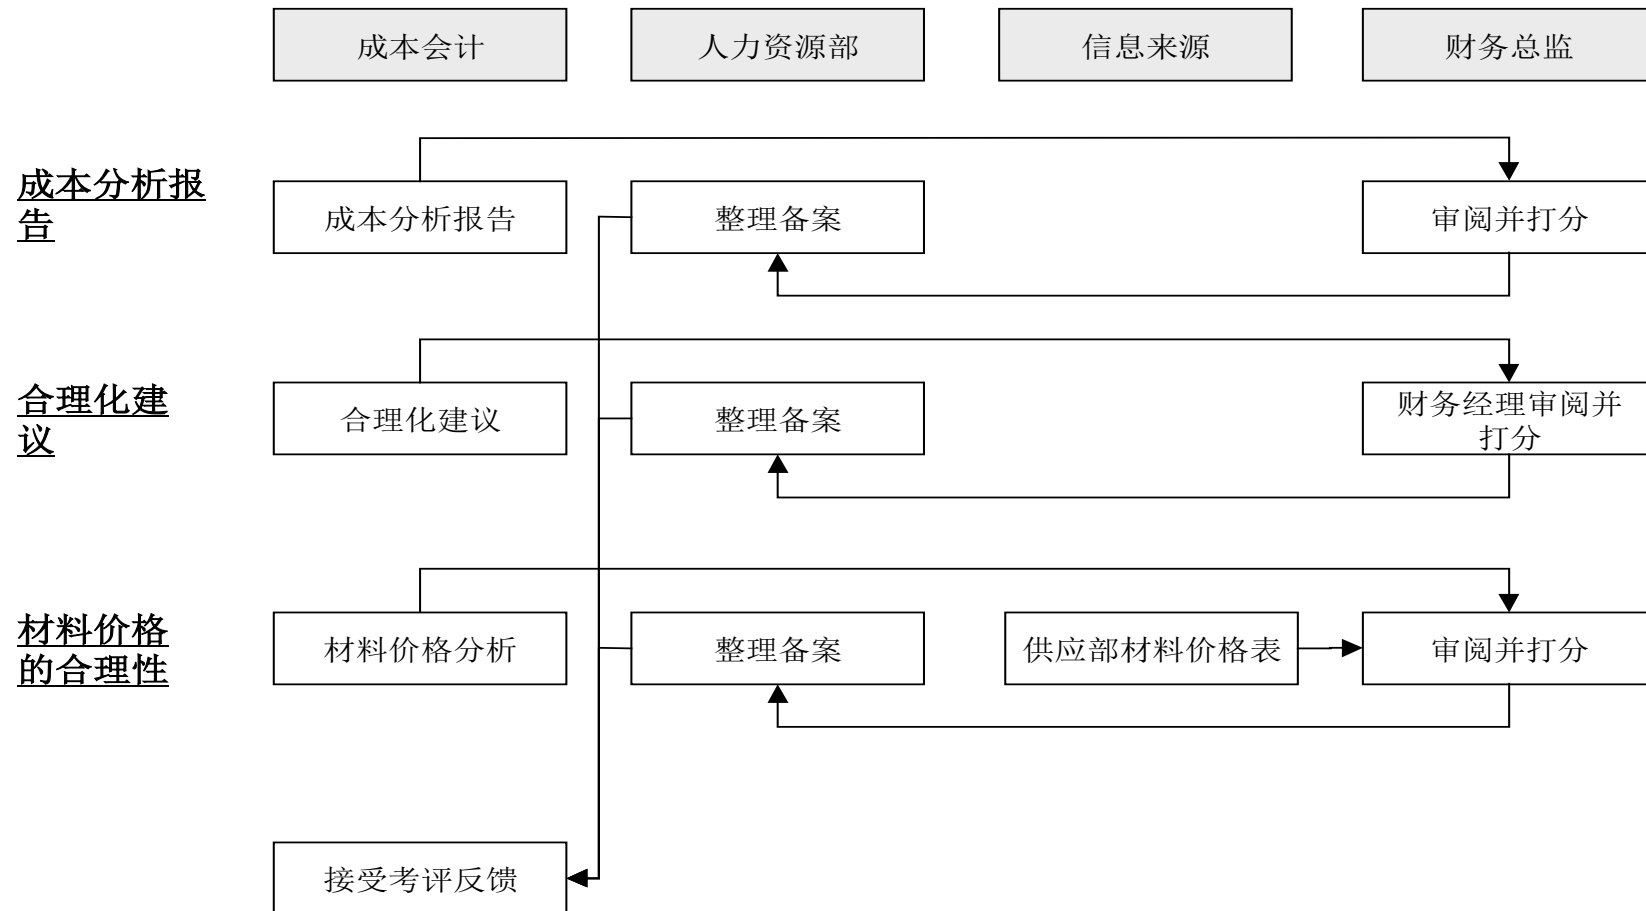 成本会计
人力资源部
信息来源
财务总监
成本分析报
告
成本分析报告
整理备案
审阅并打分
合理化建
议
合理化建议
整理备案
财务经理审阅并
打分
材料价格
的合理性
材料价格分析
整理备案
供应部材料价格表
审阅并打分
接受考评反馈